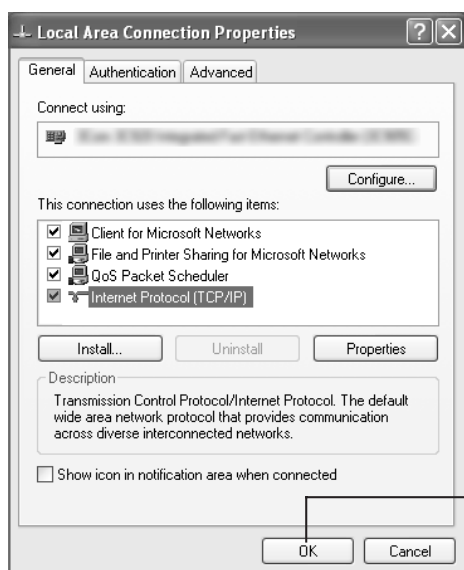 Local Area Connection Properties
General Authentication Advanced
Connect using:
Configure...
This connection uses the following items:
Client for Microsoft Networks
File and Printer Sharing for Microsoft Networks
QoS Packet Scheduler
Internet Protocol (TCP/IP)
Install... Uninstall Properties
Description
Transmission Control Protocol/Internet Protocol. The default
wide area network protocol that provides communication
across diverse interconnected networks.
Show icon in notification area when connected
OK Cancel